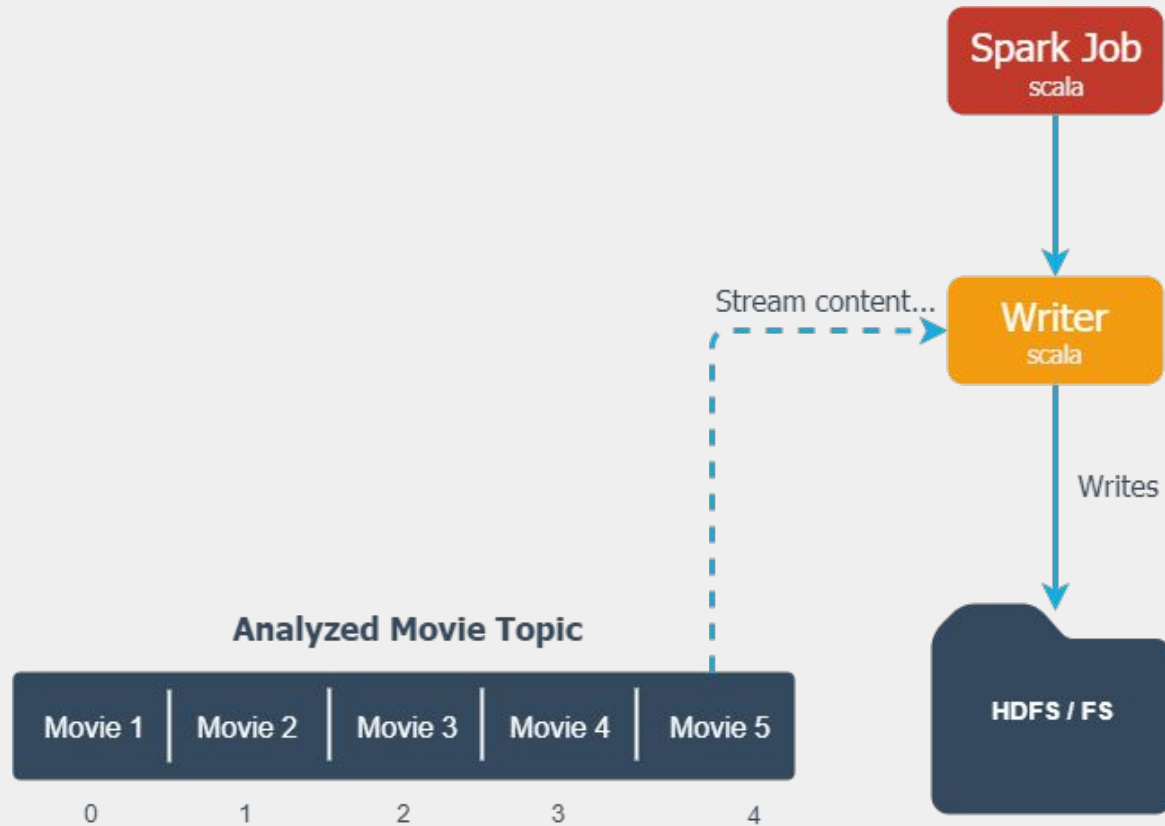 Spark Job
scala
Stream content...
Writer
scala
Writes
Analyzed Movie Topic
Movie 1 Movie 2 Movie 3 Movie 4 Movie 5
0 1 2 3 4
HDFS / FS